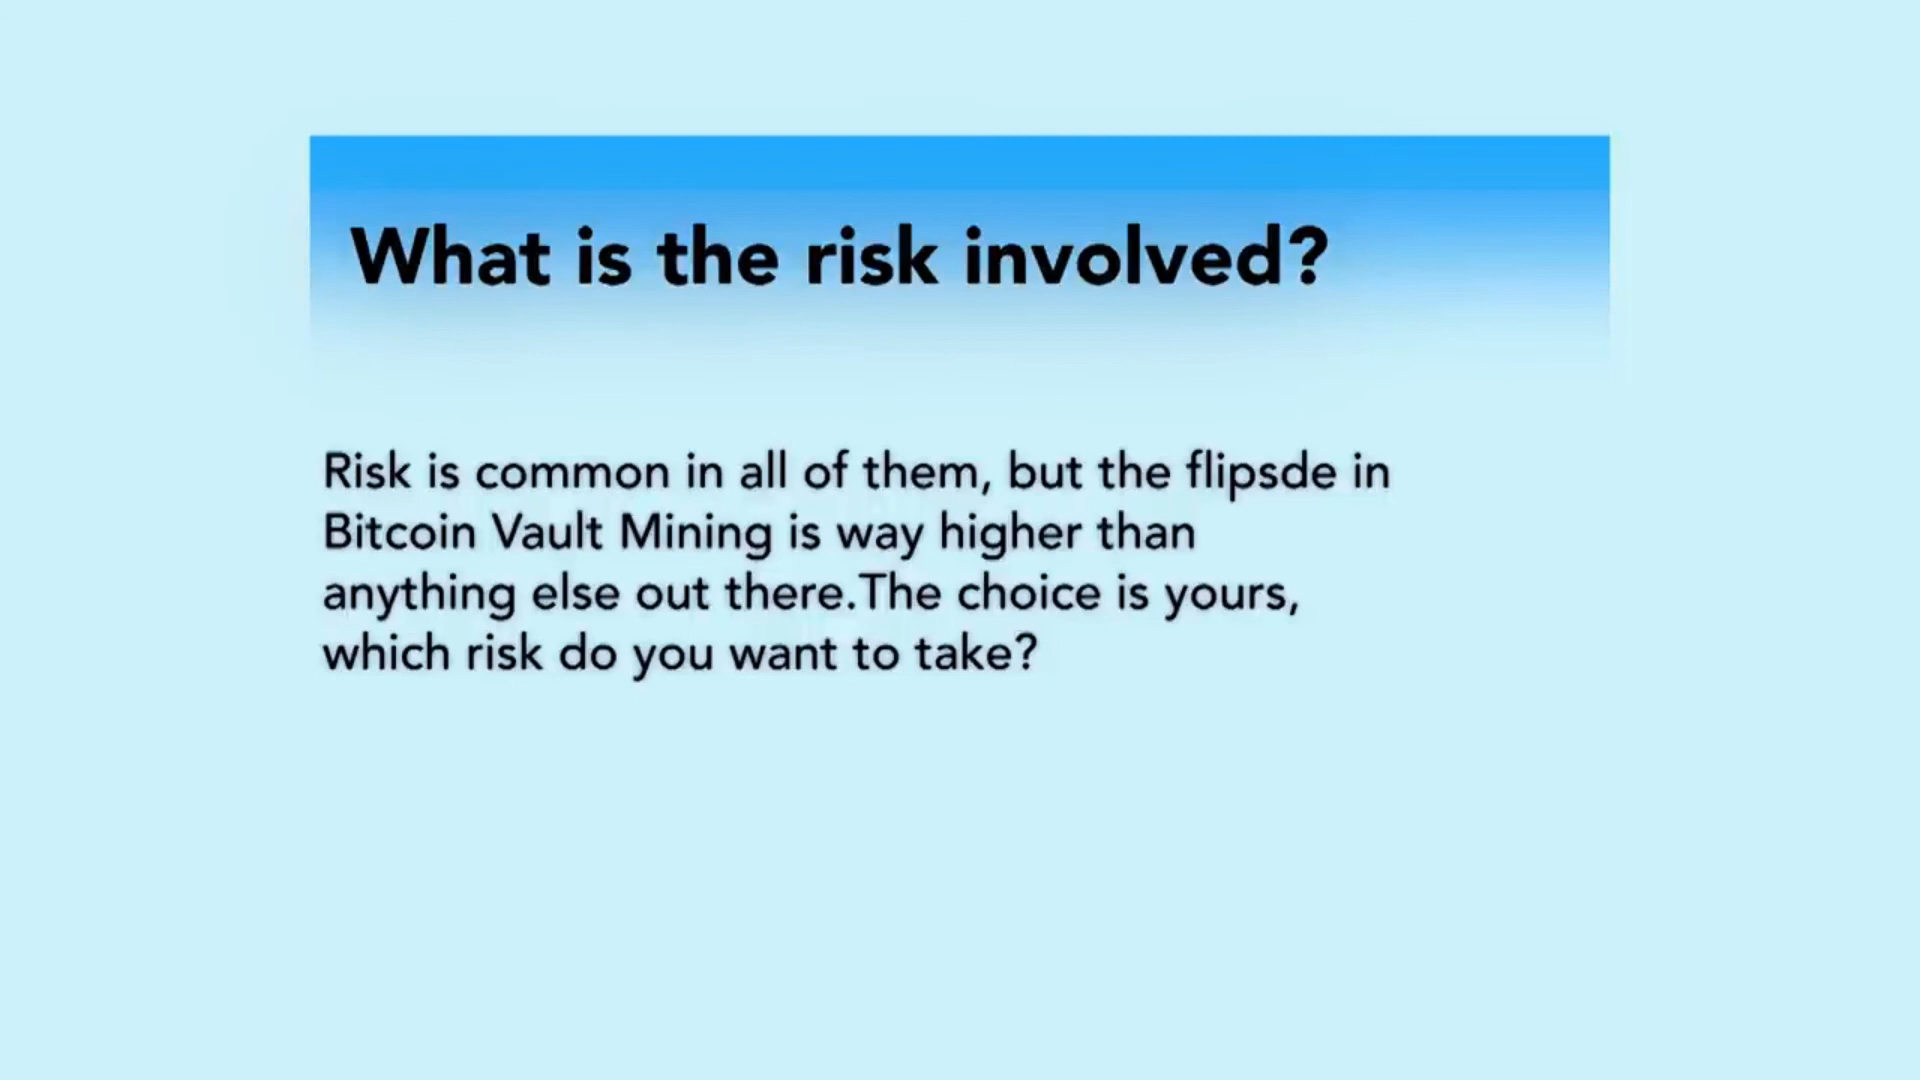 What is the risk involved?
Risk is common in all of them, but the flipsde in
Bitcoin Vault Mining is way higher than
anything else out there.The choice is yours,
which risk do you want to take?